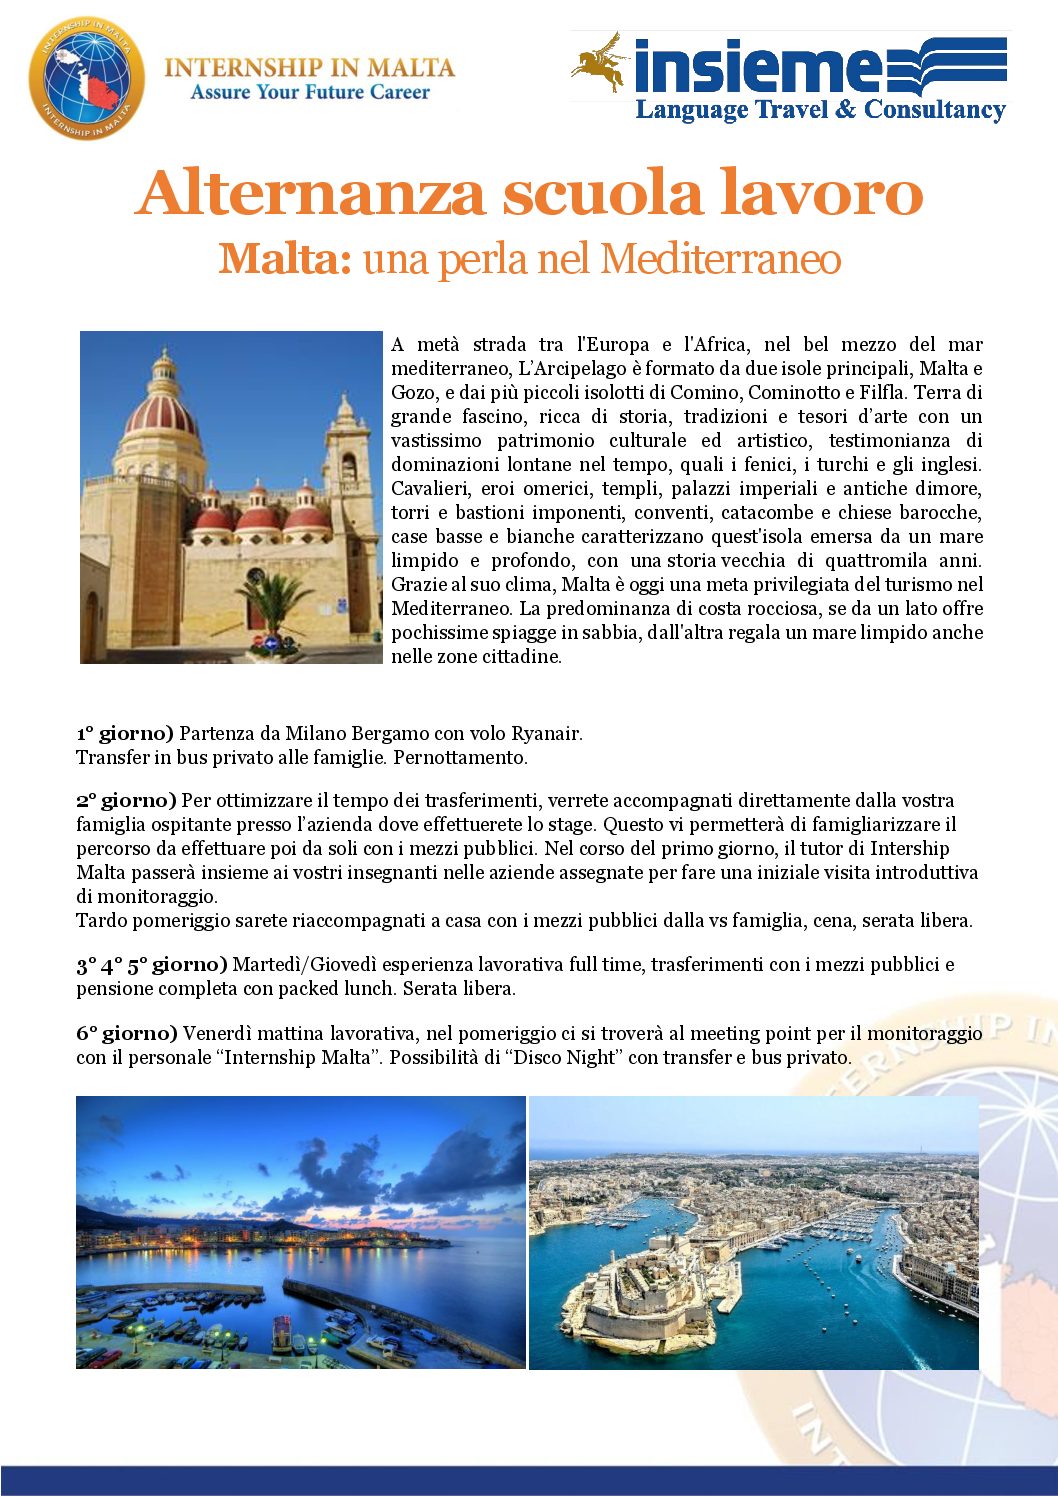 INTERNSHIP IN MALTA
INTERNSHIP IN MALTA
INTERNSHIP IN MALTA
Assure Your Future Career
insieme
Language Travel & Consultancy
Alternanza scuola lavoro
Malta: una perla nel Mediterraneo
A metà strada tra l'Europa e l'Africa, nel bel mezzo del mar
mediterraneo, L’Arcipelago è formato da due isole principali, Malta e
Gozo, e dai più piccoli isolotti di Comino, Cominotto e Filfla. Terra di
grande fascino, ricca di storia, tradizioni e tesori d’arte con un
vastissimo patrimonio culturale ed artistico, testimonianza di
dominazioni lontane nel tempo, quali i fenici, i turchi e gli inglesi.
Cavalieri, eroi omerici, templi, palazzi imperiali e antiche dimore,
torri e bastioni imponenti, conventi, catacombe e chiese barocche,
case basse e bianche caratterizzano quest'isola emersa da un mare
limpido e profondo, con una storia vecchia di quattromila anni.
Grazie al suo clima, Malta è oggi una meta privilegiata del turismo nel
Mediterraneo. La predominanza di costa rocciosa, se da un lato offre
pochissime spiagge in sabbia, dall'altra regala un mare limpido anche
nelle zone cittadine.
1° giorno) Partenza da Milano Bergamo con volo Ryanair.
Transfer in bus privato alle famiglie. Pernottamento.
2° giorno) Per ottimizzare il tempo dei trasferimenti, verrete accompagnati direttamente dalla vostra
famiglia ospitante presso l’azienda dove effettuerete lo stage. Questo vi permetterà di famigliarizzare il
percorso da effettuare poi da soli con i mezzi pubblici. Nel corso del primo giorno, il tutor di Intership
Malta passerà insieme ai vostri insegnanti nelle aziende assegnate per fare una iniziale visita introduttiva
di monitoraggio.
Tardo pomeriggio sarete riaccompagnati a casa con i mezzi pubblici dalla vs famiglia, cena, serata libera.
3° 4° 5° giorno) Martedì/Giovedì esperienza lavorativa full time, trasferimenti con i mezzi pubblici e
pensione completa con packed lunch. Serata libera.
6° giorno) Venerdì mattina lavorativa, nel pomeriggio ci si troverà al meeting point per il monitoraggio
con il personale “Internship Malta”. Possibilità di “Disco Night” con transfer e bus privato.